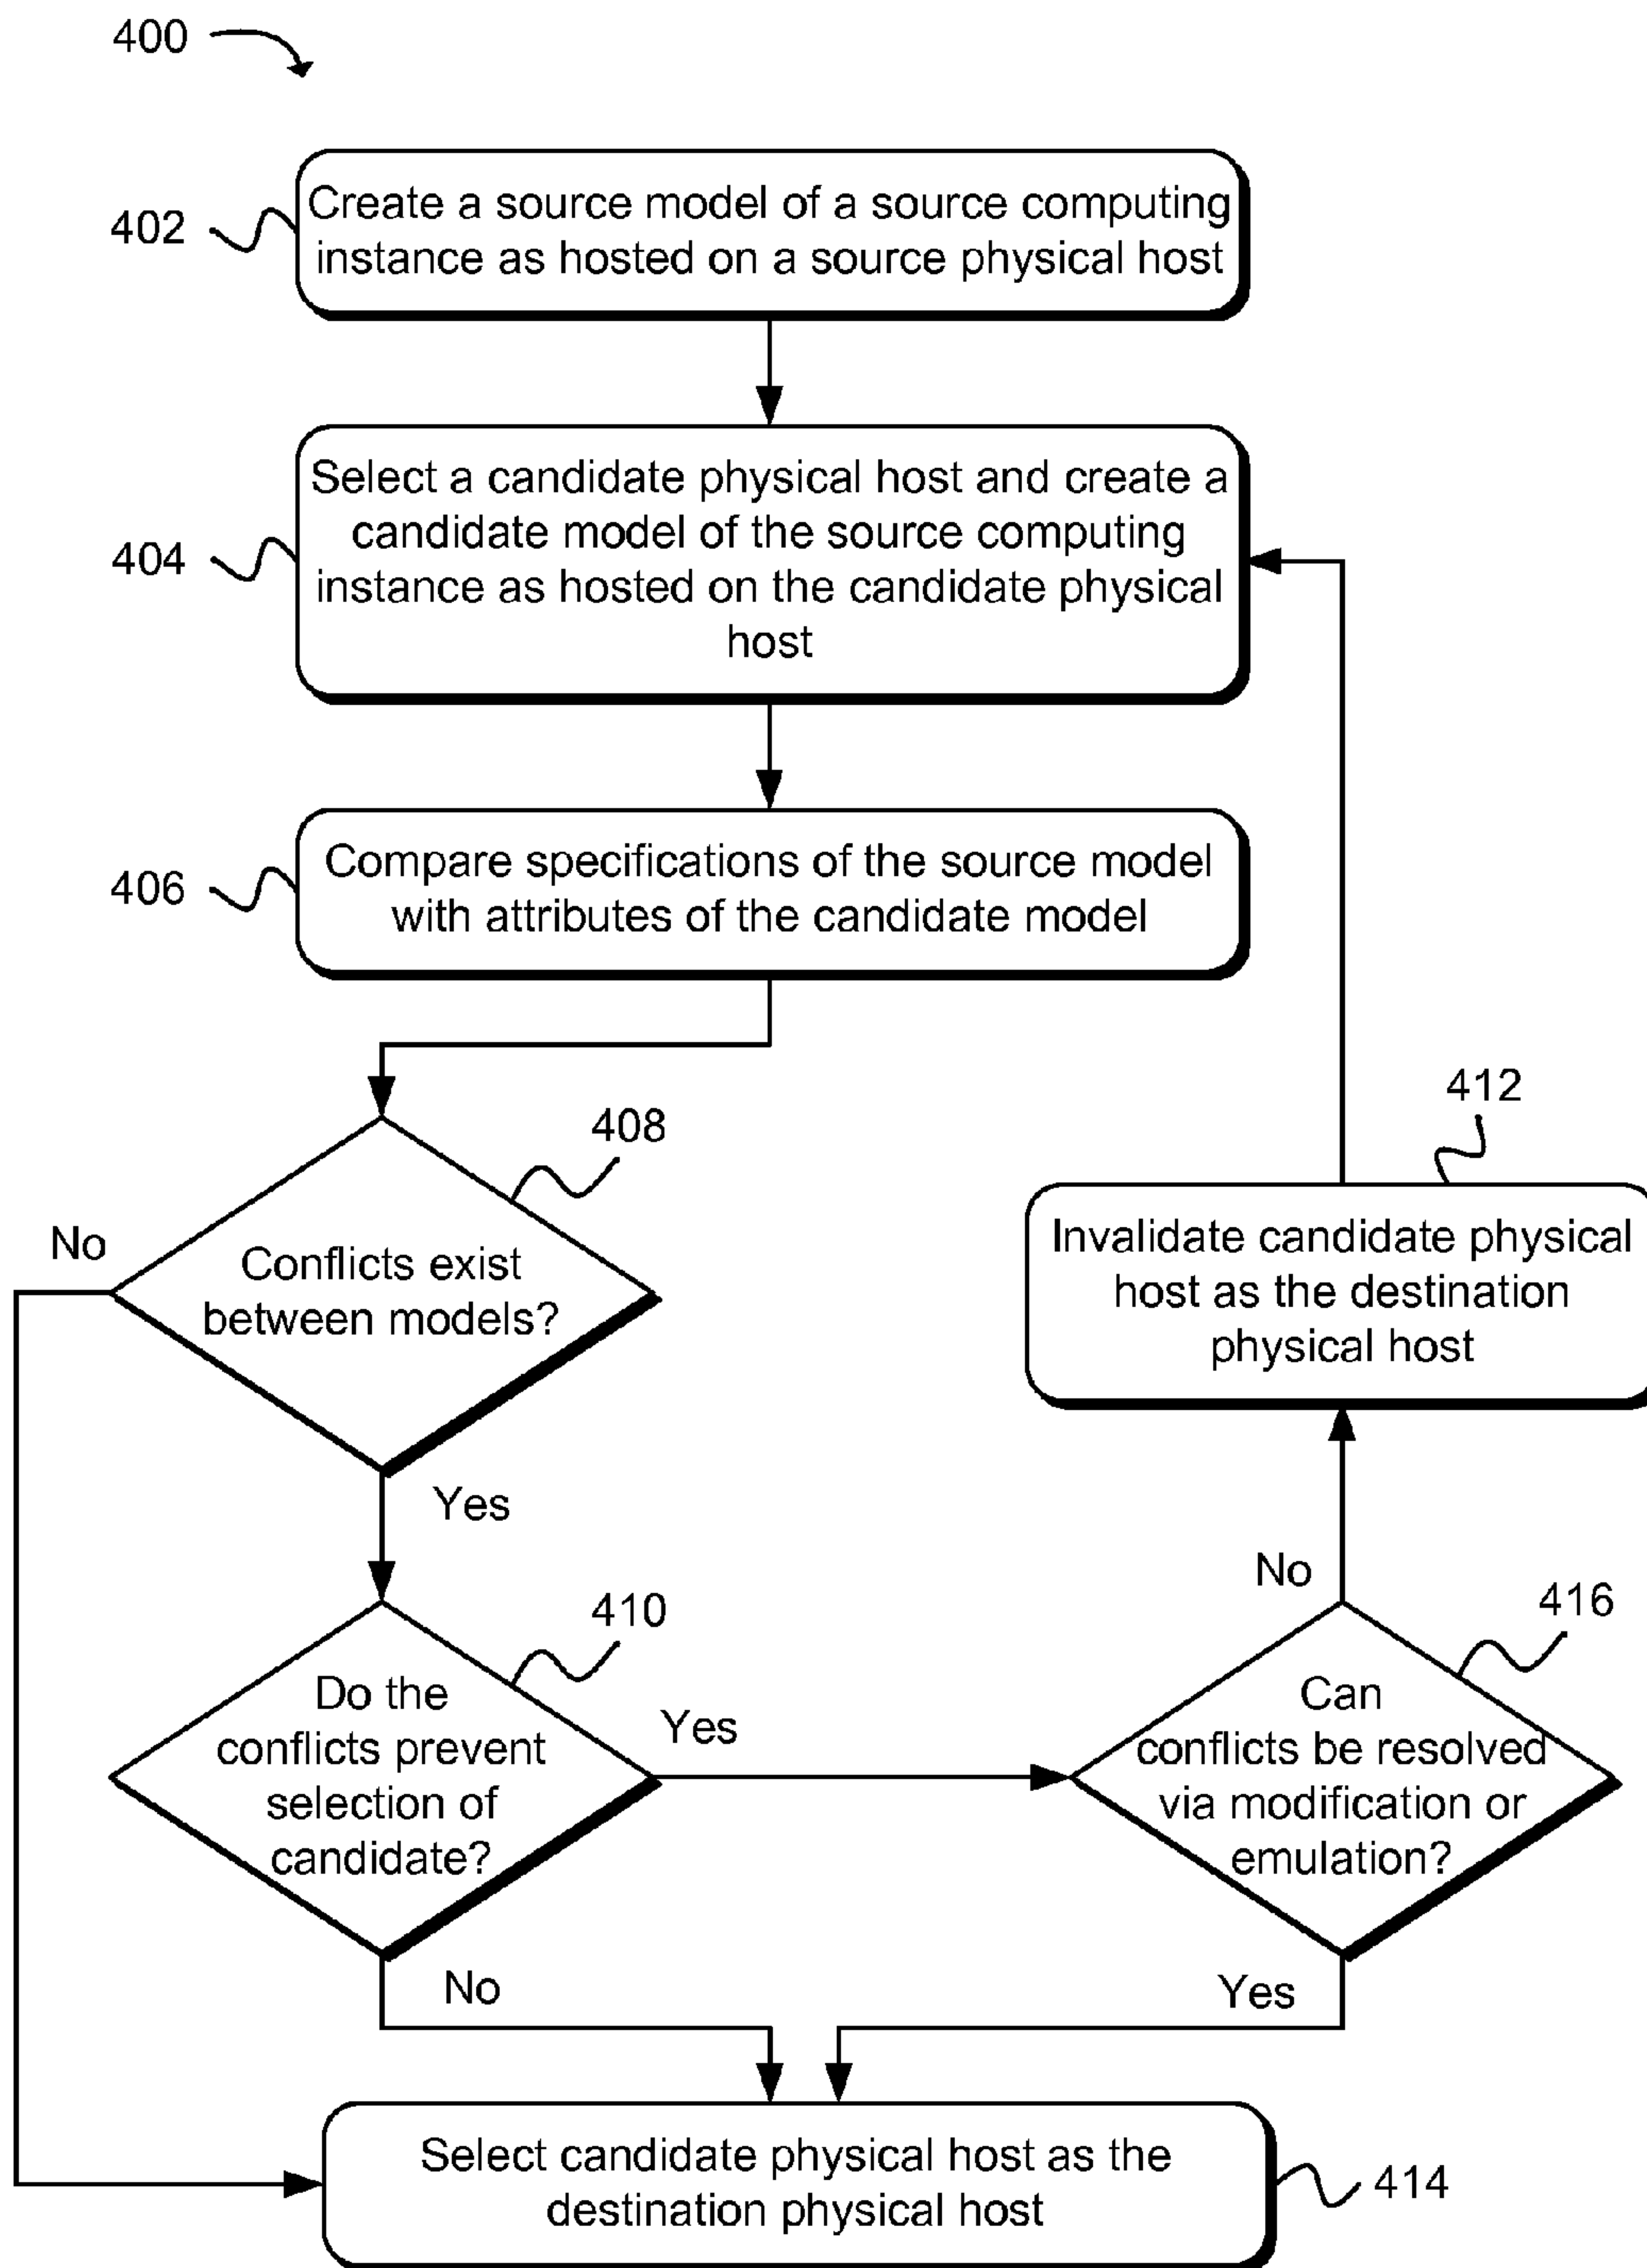 400
402
Create a source model of a source computing
instance as hosted on a source physical host
404
Select a candidate physical host and create a
candidate model of the source computing
instance as hosted on the candidate physical
host
406
Compare specifications of the source model
with attributes of the candidate model
408
No
Conflicts exist
between models?
Yes
412
Invalidate candidate physical
host as the destination
physical host
410
Do the
conflicts prevent
selection of
candidate?
Yes
No
No
416
Can
conflicts be resolved
via modification or
emulation?
Yes
Select candidate physical host as the
destination physical host
414